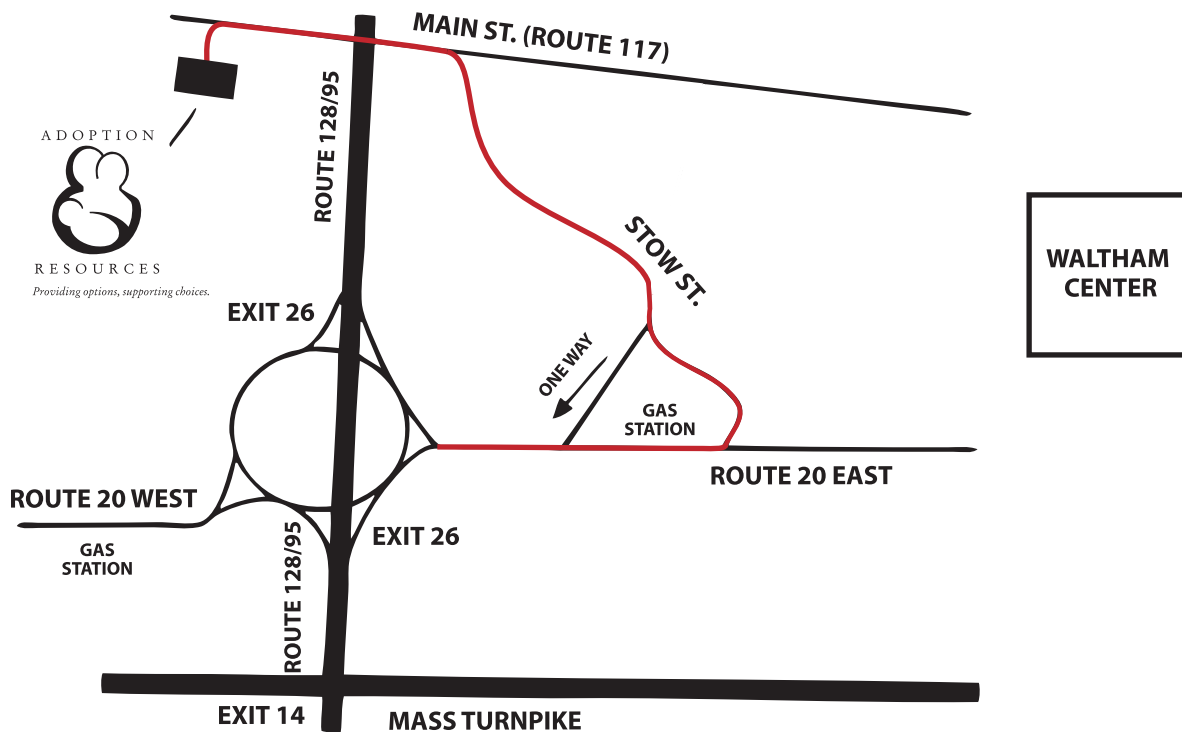 MAIN ST. (ROUTE 117)
ROUTE 128/95
ADOPTION
RESOURCES
Providing options, supporting choices.
STOW ST.
WALTHAM
CENTER
EXIT 26
ONE WAY
GAS
STATION
ROUTE 20 EAST
ROUTE 20 WEST
GAS
STATION
EXIT 26
ROUTE 128/95
EXIT 14
MASS TURNPIKE